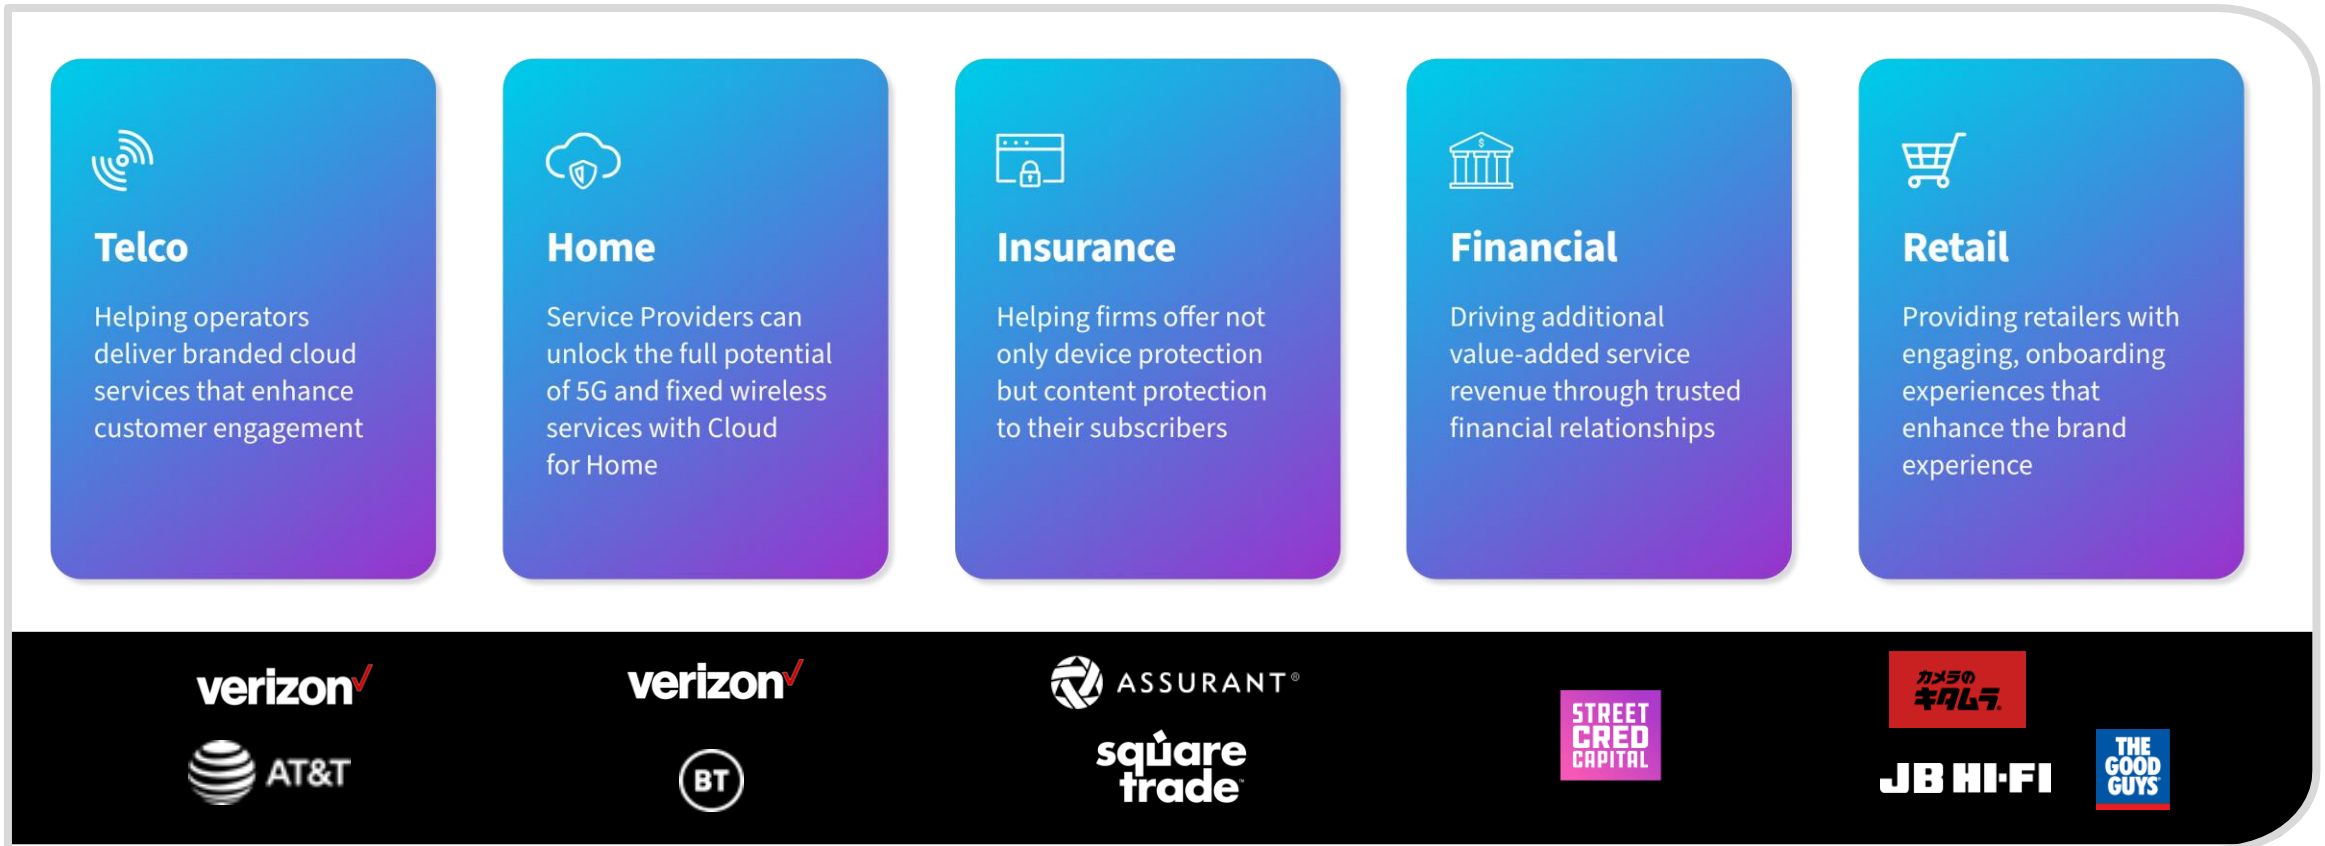 Telco
Helping operators
deliver branded cloud
services that enhance
customer engagement
Home
Service Providers can
unlock the full potential
of 5G and fixed wireless
services with Cloud
for Home
Insurance
Helping firms offer not
only device protection
but content protection
to their subscribers
Financial
Driving additional
value-added service
revenue through trusted
financial relationships
Retail
Providing retailers with
engaging, onboarding
experiences that
enhance the brand
experience
verizon
AT&T
verizon
BT
ASSURANT®
square
trade™
STREET
CRED
CAPITAL
カメラの
キタムラ®
JB HI-FI
THE
GOOD
GUYS®